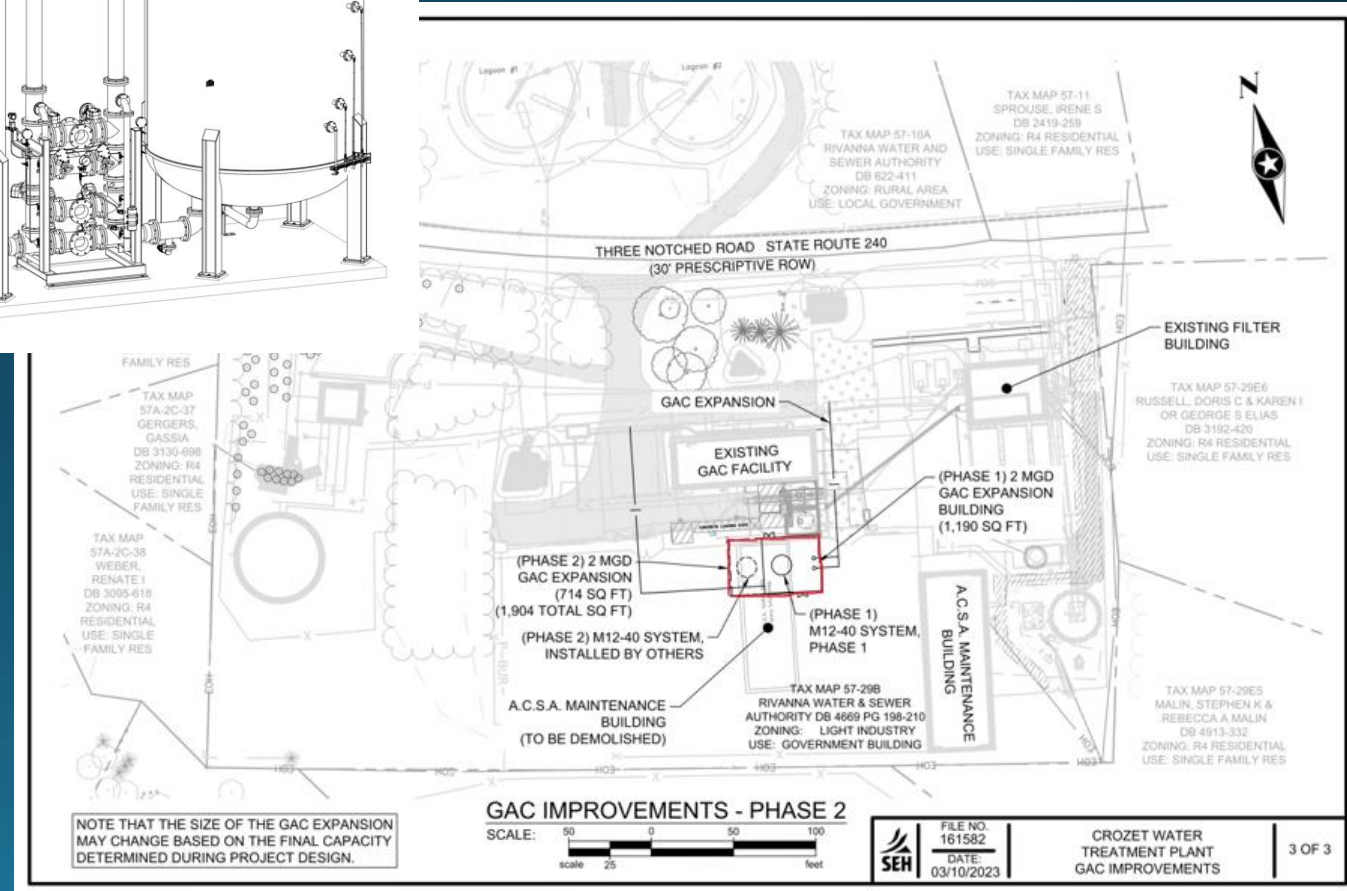 Lagoon #1
Lagoon #2
N
TAX MAP 57-11
SPROUSE, IRENE S
DB 2419-259
ZONING: R4 RESIDENTIAL
USE: SINGLE FAMILY RES
TAX MAP 57-10A
RIVANNA WATER AND
SEWER AUTHORITY
DB 622-411
ZONING: RURAL AREA
USE: LOCAL GOVERNMENT
THREE NOTCHED ROAD STATE ROUTE 240
(30' PRESCRIPTIVE ROW)
FAMILY RES
TAX MAP
57A-2C-37
GERGERS,
GASSIA
DB 3130-698
ZONING: R4
RESIDENTIAL
USE: SINGLE
FAMILY RES
TAX MAP
57A-2C-38
WEBER,
RENATE I
DB 3095-618
ZONING: R4
RESIDENTIAL
USE: SINGLE
FAMILY RES
GAC EXPANSION
EXISTING
GAC FACILITY
EXISTING FILTER
BUILDING
TAX MAP 57-29E6
RUSSELL, DORIS C & KAREN I
OR GEORGE S ELIAS
DB 3192-420
ZONING: R4 RESIDENTIAL
USE: SINGLE FAMILY RES
(PHASE 1) 2 MGD
GAC EXPANSION
BUILDING
(1,190 SQ FT)
(PHASE 2) 2 MGD
GAC EXPANSION
(714 SQ FT)
(1,904 TOTAL SQ FT)
(PHASE 2) M12-40 SYSTEM,
INSTALLED BY OTHERS
(PHASE 1)
M12-40 SYSTEM,
PHASE 1
A.C.S.A. MAINTENANCE
BUILDING
A.C.S.A. MAINTENANCE
BUILDING
(TO BE DEMOLISHED)
TAX MAP 57-29B
RIVANNA WATER & SEWER
AUTHORITY DB 4669 PG 198-210
ZONING: LIGHT INDUSTRY
USE: GOVERNMENT BUILDING
TAX MAP 57-29E5
MALIN, STEPHEN K &
REBECCA A MALIN
DB 4913-332
ZONING: R4 RESIDENTIAL
USE: SINGLE FAMILY RES
NOTE THAT THE SIZE OF THE GAC EXPANSION
MAY CHANGE BASED ON THE FINAL CAPACITY
DETERMINED DURING PROJECT DESIGN.
GAC IMPROVEMENTS - PHASE 2
SCALE:
50 0 50 100
scale 25 feet
SEH
FILE NO.
161582
DATE:
03/10/2023
CROZET WATER
TREATMENT PLANT
GAC IMPROVEMENTS
3 OF 3